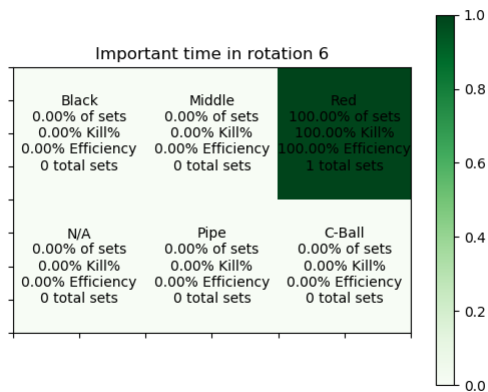 Important time in rotation 6
Black
0.00% of sets
0.00% Kill%
0.00% Efficiency
0 total sets
Middle
0.00% of sets
0.00% Kill%
0.00% Efficiency
0 total sets
Red
100.00% of sets
100.00% Kill%
100.00% Efficiency
1 total sets
N/A
0.00% of sets
0.00% Kill%
0.00% Efficiency
0 total sets
Pipe
0.00% of sets
0.00% Kill%
0.00% Efficiency
0 total sets
C-Ball
0.00% of sets
0.00% Kill%
0.00% Efficiency
0 total sets
1.0
0.8
0.6
0.4
0.2
0.0